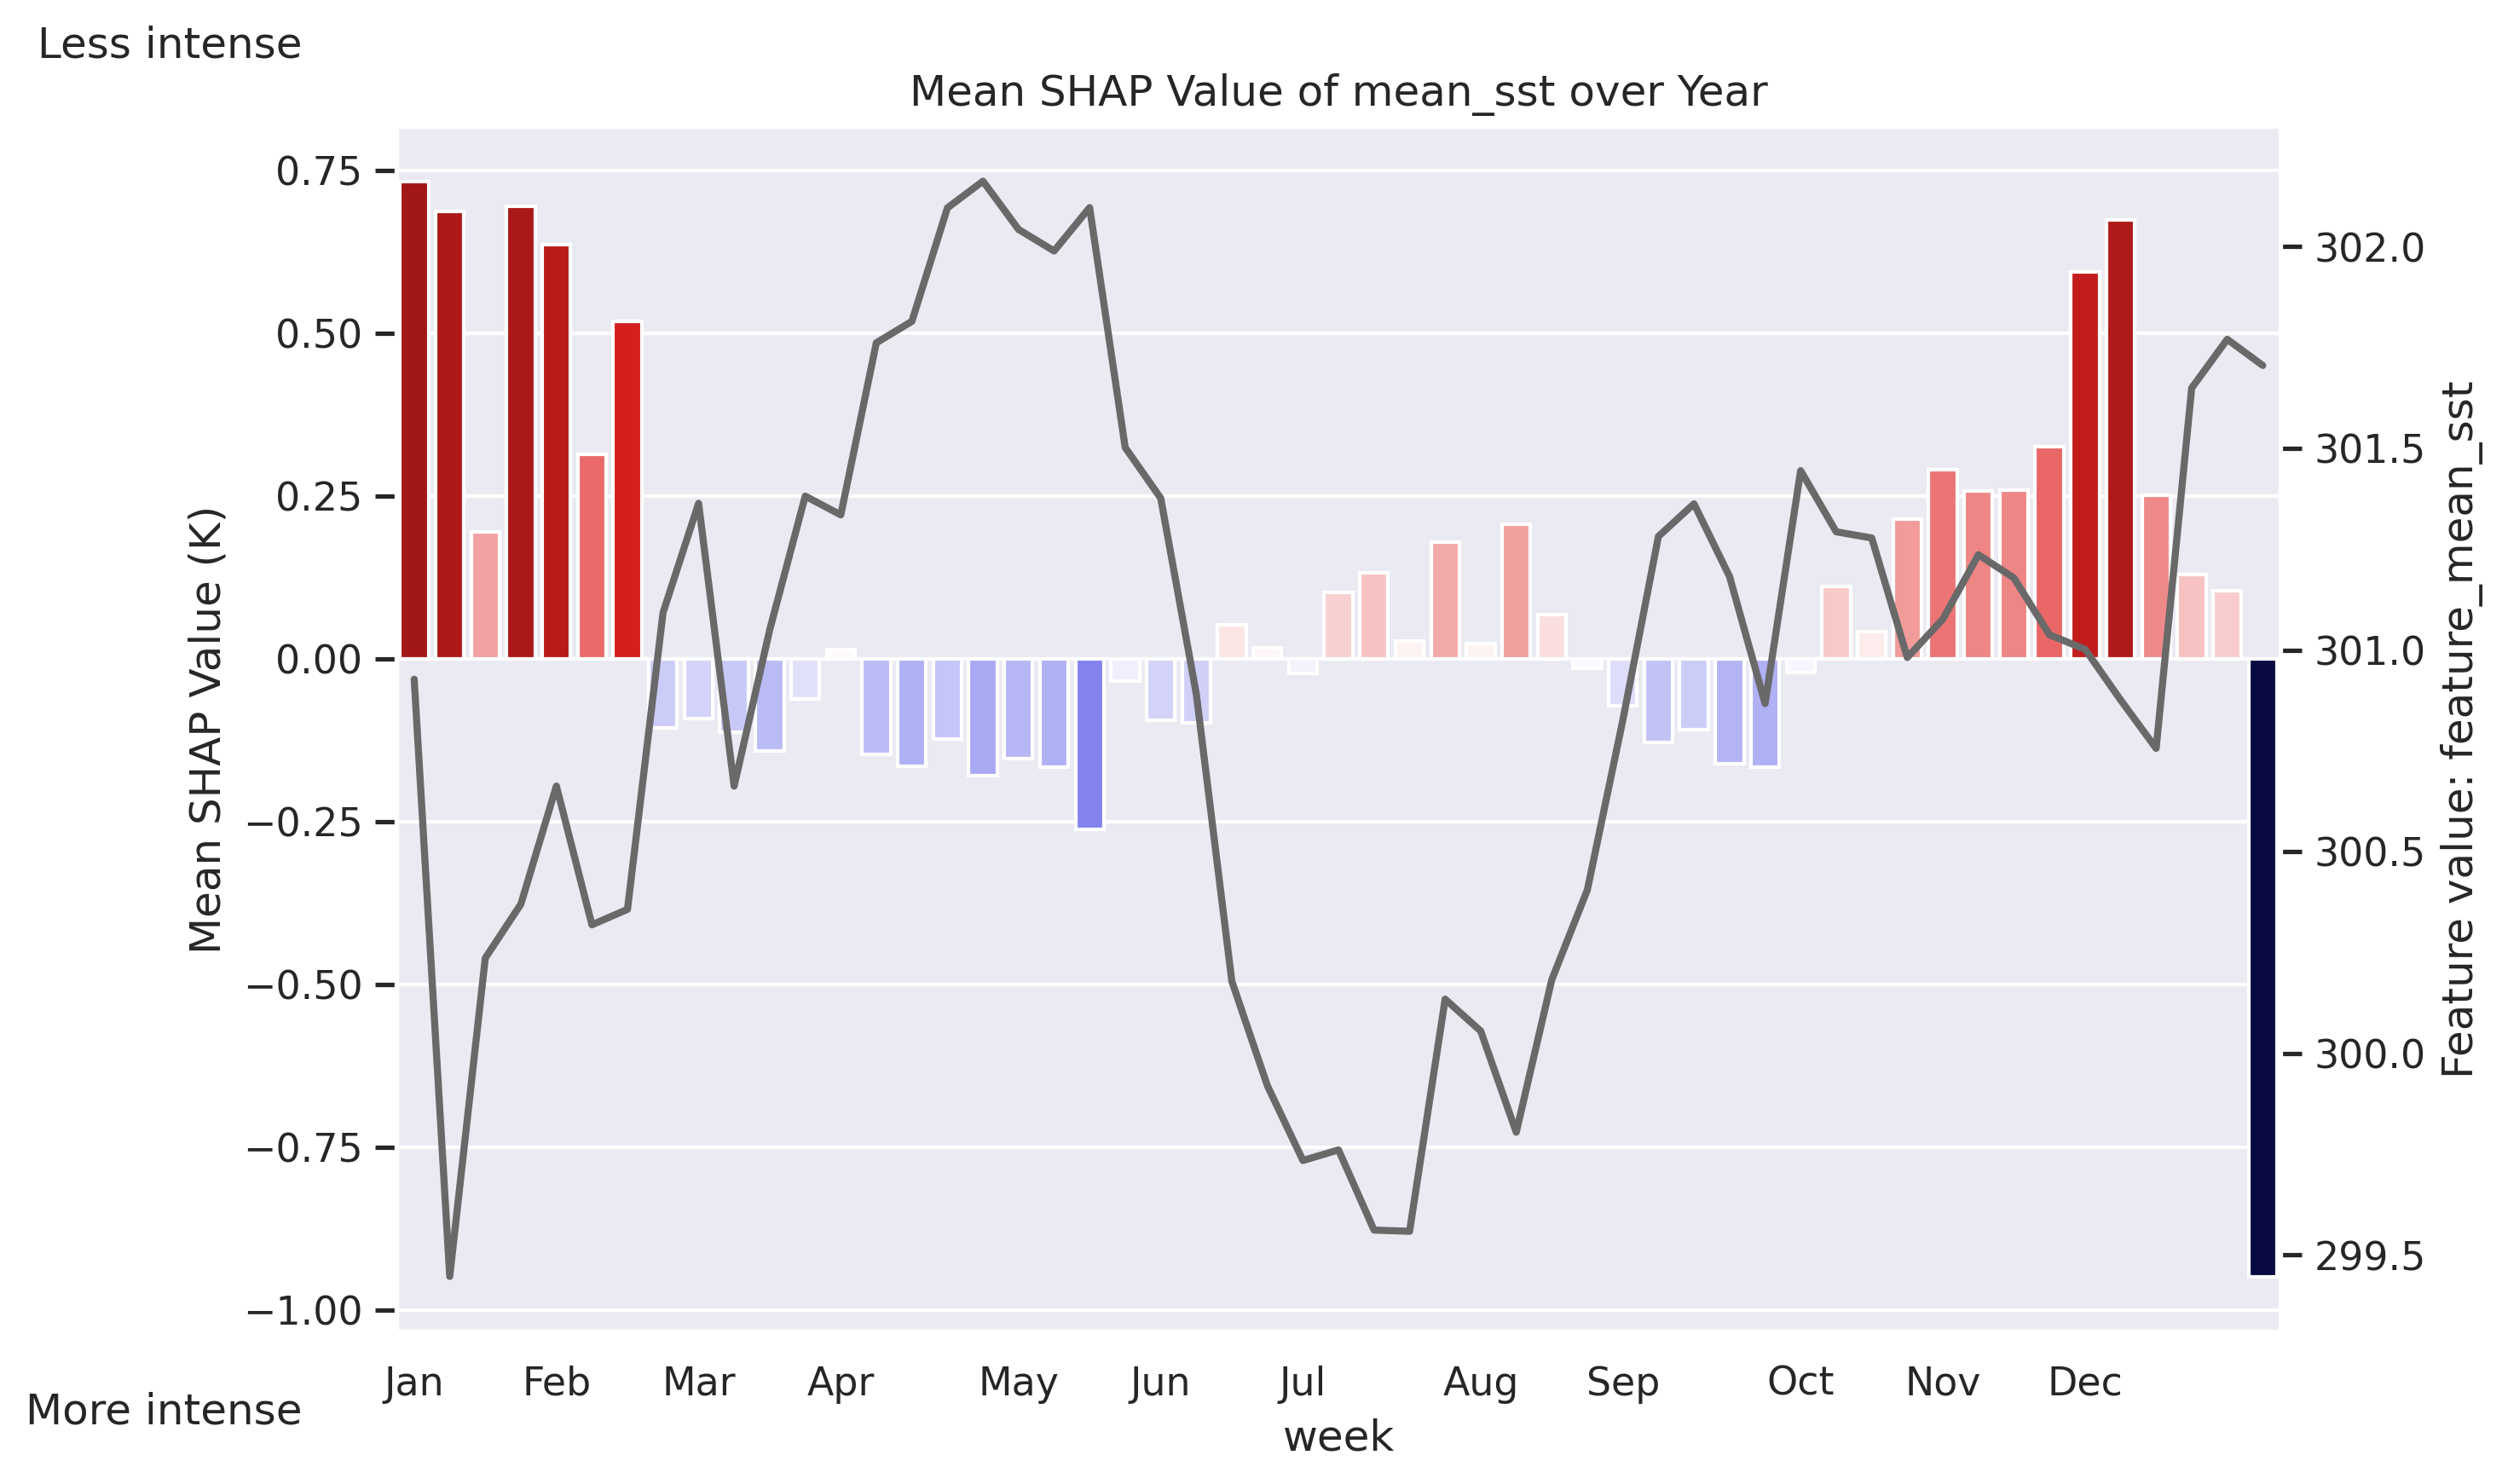 Less intense
Mean SHAP Value of mean_sst over Year
0.75
0.50
0.25
0.00
−0.25
−0.50
−0.75
−1.00
Mean SHAP Value (K)
302.0
301.5
301.0
300.5
300.0
299.5
Feature value: feature_mean_sst
Jan Feb Mar Apr May Jun Jul Aug Sep Oct Nov Dec
More intense
week